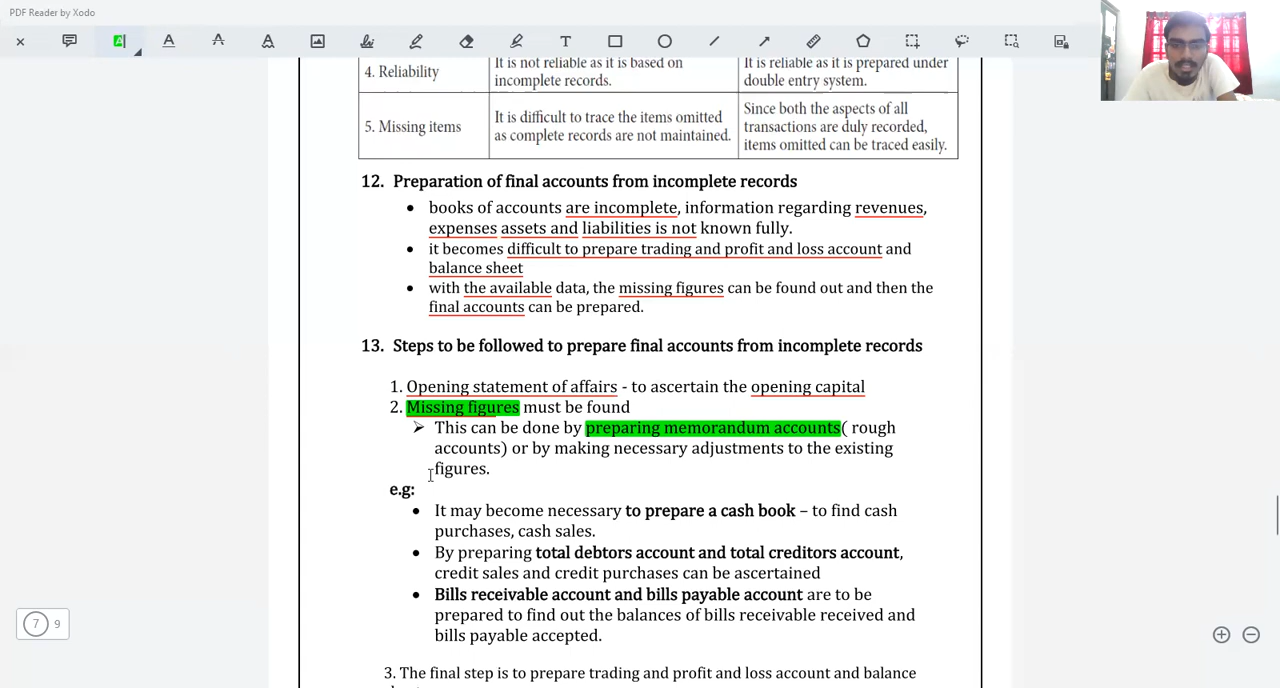 PDF Reader by Xodo
4. Reliability
It is not reliable as it is based on
incomplete records.
It is reliable as it is prepared under
double entry system.
5. Missing items
It is difficult to trace the items omitted
as complete records are not maintained.
Since both the aspects of all
transactions are duly recorded,
items omitted can be traced easily.
12. Preparation of final accounts from incomplete records
• books of accounts are incomplete, information regarding revenues,
expenses assets and liabilities is not known fully.
• it becomes difficult to prepare trading and profit and loss account and
balance sheet
• with the available data, the missing figures can be found out and then the
final accounts can be prepared.
13. Steps to be followed to prepare final accounts from incomplete records
1. Opening statement of affairs - to ascertain the opening capital
2. Missing figures must be found
➢ This can be done by preparing memorandum accounts( rough
accounts) or by making necessary adjustments to the existing
figures.
e.g:
• It may become necessary to prepare a cash book – to find cash
purchases, cash sales.
• By preparing total debtors account and total creditors account,
credit sales and credit purchases can be ascertained
• Bills receivable account and bills payable account are to be
prepared to find out the balances of bills receivable received and
bills payable accepted.
3. The final step is to prepare trading and profit and loss account and balance
7 9